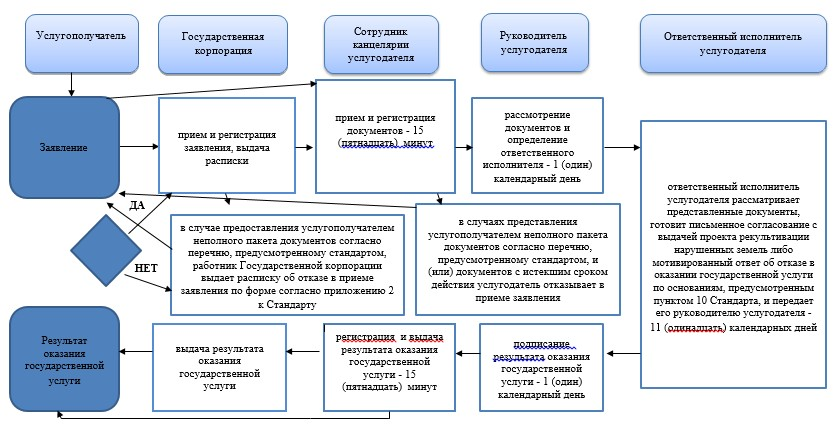 Услугополучатель
Государственная
корпорация
Сотрудник
канцелярии
услугодателя
Руководитель
услугодателя
Ответственный исполнитель
услугодателя
Заявление
прием и регистрация
заявления, выдача
расписки
прием и регистрация
документов - 15
(пятнадцать) минут
рассмотрение
документов и
определение
ответственного
исполнителя - 1 (один)
календарный день
ответственный исполнитель
услугодателя рассматривает
представленные документы,
готовит письменное согласование с
выдачей проекта рекультивации
нарушенных земель либо
мотивированный ответ об отказе в
оказании государственной услуги
по основаниям, предусмотренным
пунктом 10 Стандарта, и передает
его руководителю услугодателя -
11 (одинадцать) календарных дней
ДА
НЕТ
в случае предоставления услугополучателем
неполного пакета документов согласно
перечню, предусмотренному стандартом,
работник Государственной корпорации
выдает расписку об отказе в приеме
заявления по форме согласно приложению 2
к Стандарту
в случаях представления
услугополучателем неполного пакета
документов согласно перечню,
предусмотренному стандартом, и
(или) документов с истекшим сроком
действия услугодатель отказывает в
приеме заявления
Результат
оказания
государственной
услуги
выдача результата
оказания
государственной
услуги
регистрация и выдача
результата оказания
государственной
услуги - 15
(пятнадцать) минут
подписание
результата оказания
государственной
услуги - 1 (один)
календарный день